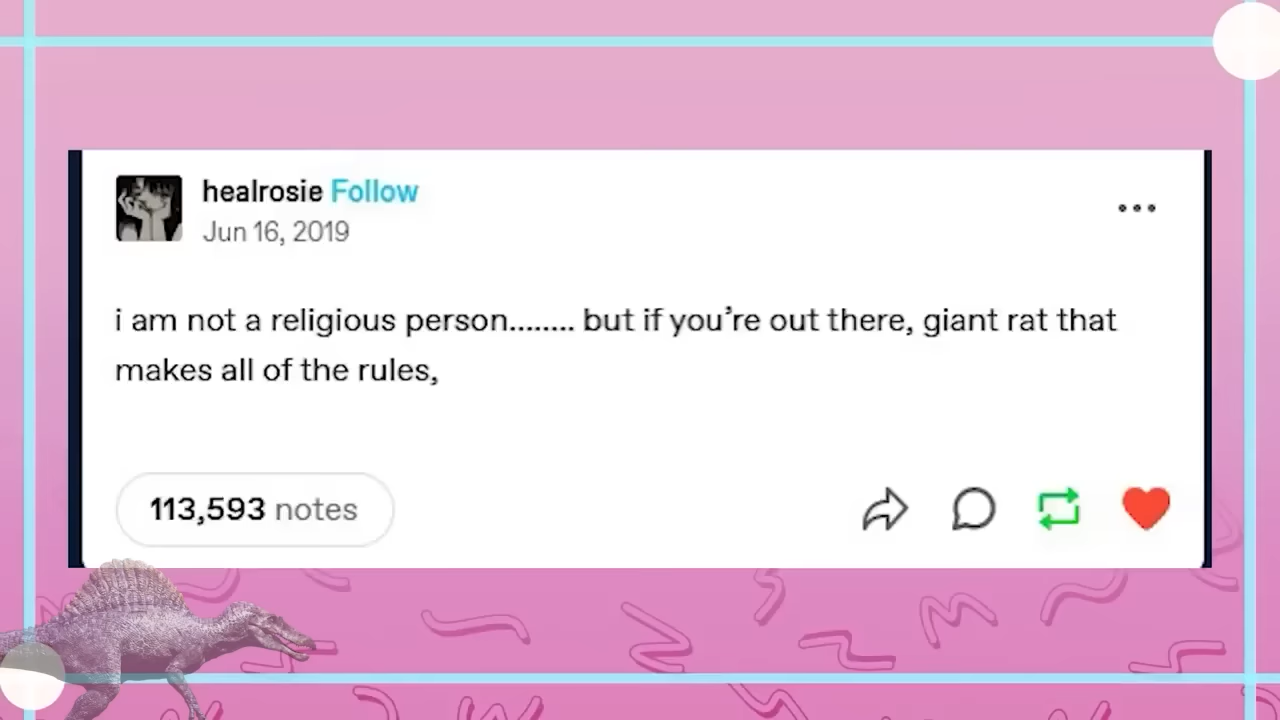 healrosie Follow
Jun 16, 2019
i am not a religious person........ but if you’re out there, giant rat that
makes all of the rules,
113,593 notes